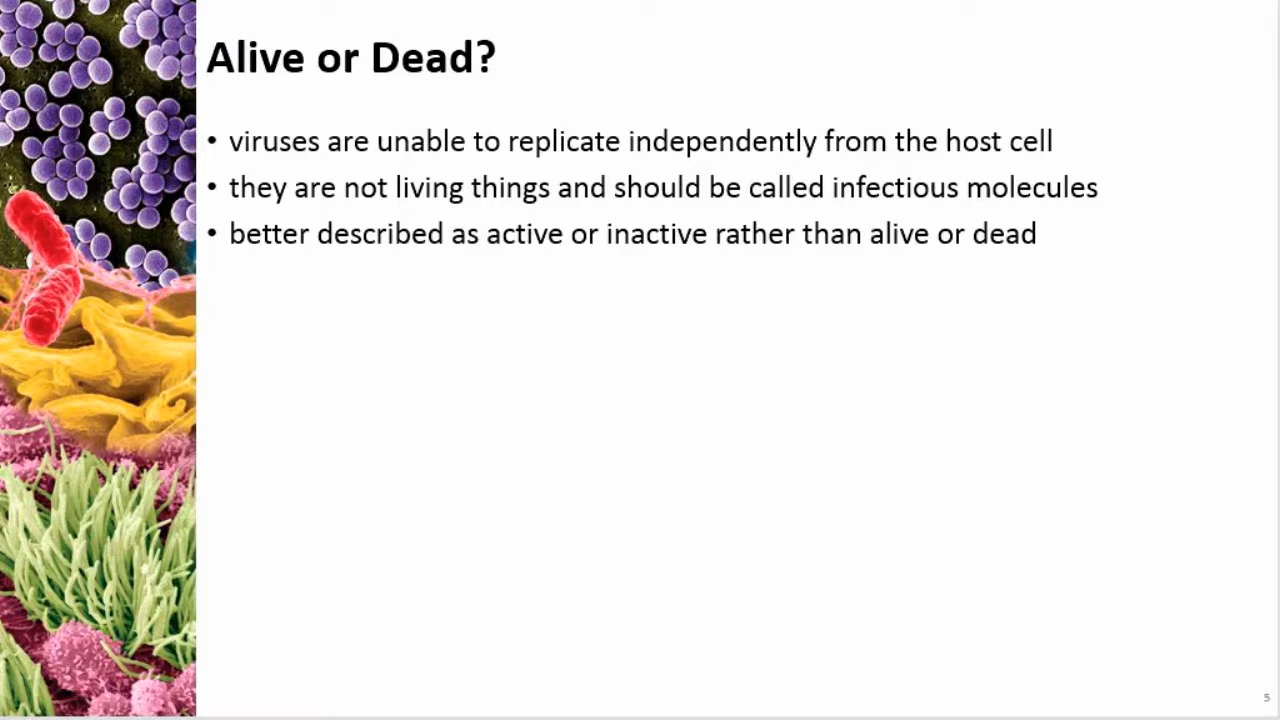 Alive or Dead?
• viruses are unable to replicate independently from the host cell
• they are not living things and should be called infectious molecules
• better described as active or inactive rather than alive or dead
5